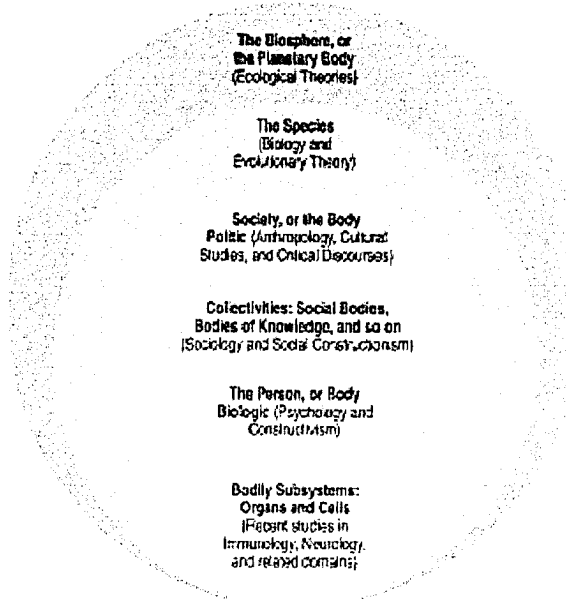 The Biosphere, or
the Planetary Body
(Ecological Theories)
The Species
(Biology and
Evolutionary Theory)
Society, or the Body
Politic (Anthropology, Cultural
Studies, and Critical Discourses)
Collectivities: Social Bodies,
Bodies of Knowledge, and so on
(Sociology and Social Constructionism)
The Person, or Body
Biologic (Psychology and
Constructivism)
Bodily Subsystems:
Organs and Cells
(Recent studies in
Immunology, Neurology,
and related domains)